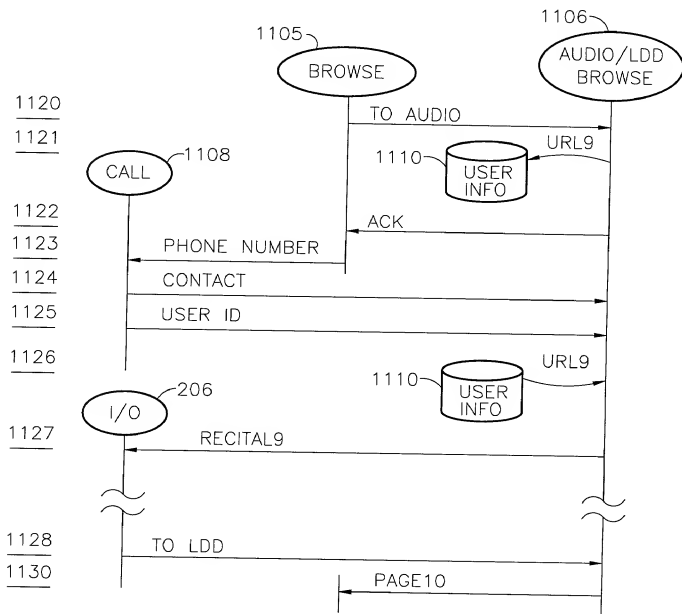 1105
1106
BROWSE
AUDIO/LDD
BROWSE
1120
TO AUDIO
1121
URL9
1108
1110
CALL
USER
INFO
1122
ACK
1123
PHONE NUMBER
1124
CONTACT
1125
USER ID
1126
URL9
206
1110
I/O
USER
INFO
1127
RECITAL9
1128
TO LDD
1130
PAGE10